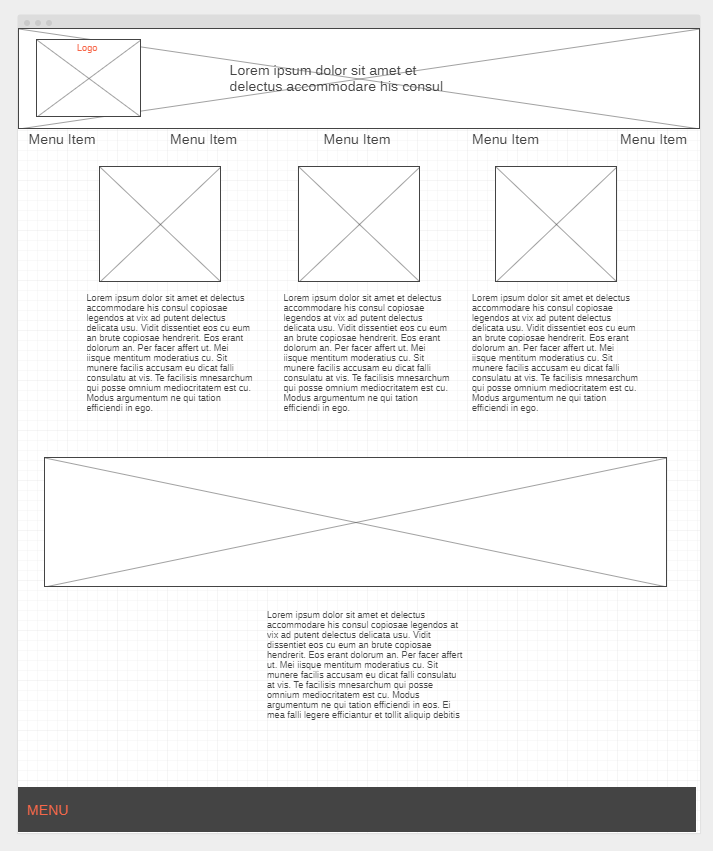 Logo
Lorem ipsum dolor sit amet et
delectus accommodare his consul
Menu Item
Menu Item
Menu Item
Menu Item
Menu Item
Lorem ipsum dolor sit amet et delectus
accommodare his consul copiosae
legendos at vix ad putent delectus
delicata usu. Vidit dissentiet eos cu eum
an brute copiosae hendrerit. Eos erant
dolorum an. Per facer affert ut. Mei
iisque mentitum moderatius cu. Sit
munere facilis accusam eu dicat falli
consulatu at vis. Te facilisis mnesarchum
qui posse omnium mediocritatem est cu.
Modus argumentum ne qui tation
efficiendi in ego.
Lorem ipsum dolor sit amet et delectus
accommodare his consul copiosae
legendos at vix ad putent delectus
delicata usu. Vidit dissentiet eos cu eum
an brute copiosae hendrerit. Eos erant
dolorum an. Per facer affert ut. Mei
iisque mentitum moderatius cu. Sit
munere facilis accusam eu dicat falli
consulatu at vis. Te facilisis mnesarchum
qui posse omnium mediocritatem est cu.
Modus argumentum ne qui tation
efficiendi in ego.
Lorem ipsum dolor sit amet et delectus
accommodare his consul copiosae
legendos at vix ad putent delectus
delicata usu. Vidit dissentiet eos cu eum
an brute copiosae hendrerit. Eos erant
dolorum an. Per facer affert ut. Mei
iisque mentitum moderatius cu. Sit
munere facilis accusam eu dicat falli
consulatu at vis. Te facilisis mnesarchum
qui posse omnium mediocritatem est cu.
Modus argumentum ne qui tation
efficiendi in ego.
Lorem ipsum dolor sit amet et delectus
accommodare his consul copiosae legendos at
vix ad putent delectus delicata usu. Vidit
dissentiet eos cu eum an brute copiosae
hendrerit. Eos erant dolorum an. Per facer affert
ut. Mei iisque mentitum moderatius cu. Sit
munere facilis accusam eu dicat falli consulatu
at vis. Te facilisis mnesarchum qui posse
omnium mediocritatem est cu. Modus
argumentum ne qui tation efficiendi in eos. Ei
mea falli legere efficiantur et tollit aliquip debitis
MENU